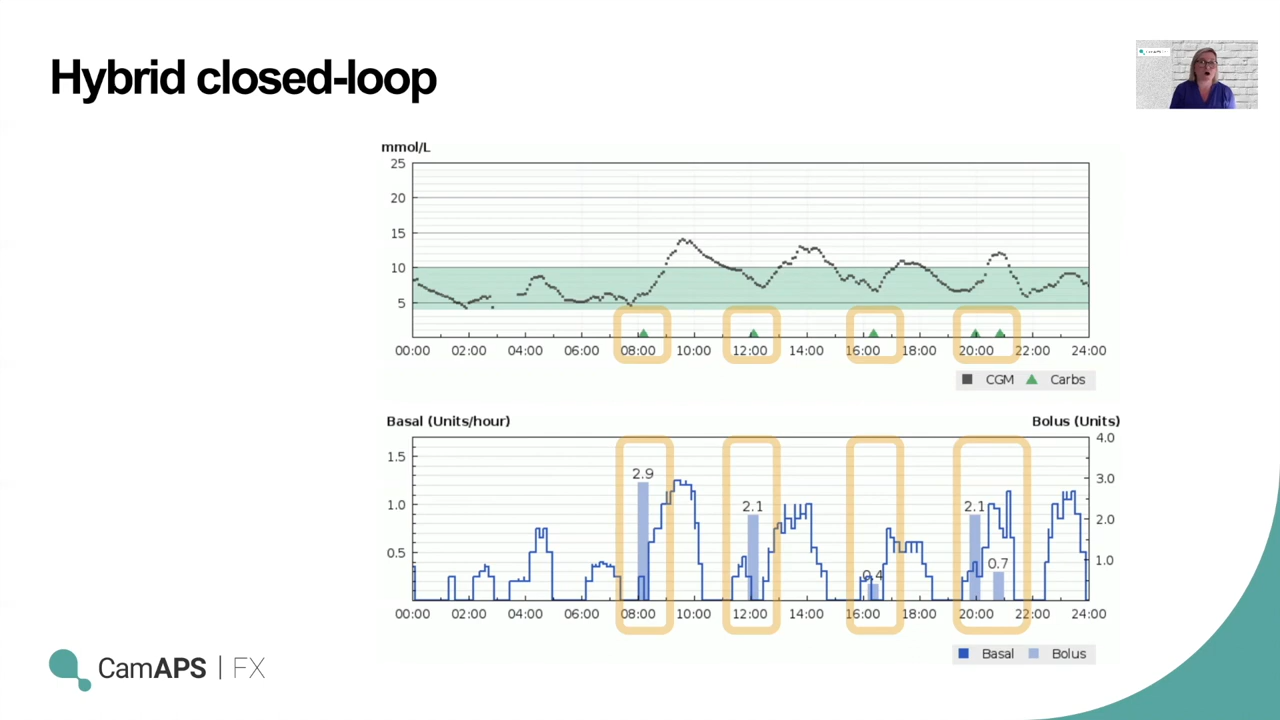 Hybrid closed-loop
mmol/L
25
20
15
10
5
00:00 02:00 04:00 06:00 08:00 10:00 12:00 14:00 16:00 18:00 20:00 22:00 24:00
CGM Carbs
Basal (Units/hour) Bolus (Units)
4.0
1.5
2.9 3.0
1.0 2.1 2.1 2.0
0.5 0.4 0.7 1.0
00:00 02:00 04:00 06:00 08:00 10:00 12:00 14:00 16:00 18:00 20:00 22:00 24:00
Basal Bolus
CamAPS | FX